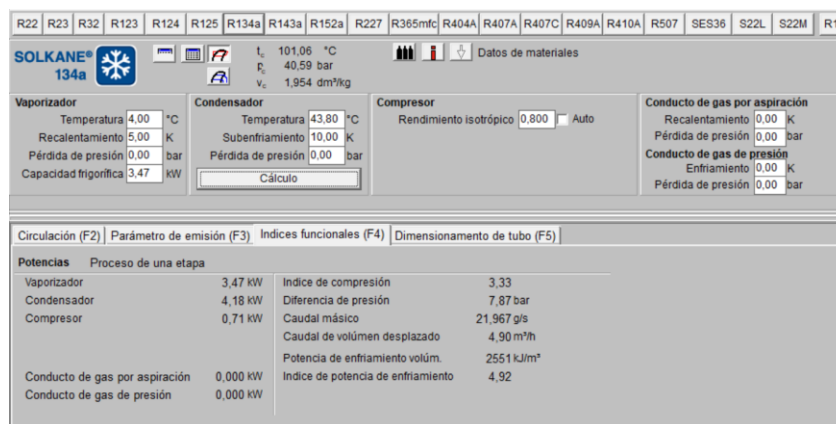 R22 R23 R32 R123 R124 R125 R134a R143a R152a R227 R365mfc R404A R407A R407C R409A R410A R507 SES36 S22L S22M
SOLKANE®
134a
tc 101,06 °C
pc 40,59 bar
vc 1,954 dm³/kg
Datos de materiales
Vaporizador
Temperatura 4,00 °C
Recalentamiento 5,00 K
Pérdida de presión 0,00 bar
Capacidad frigorífica 3,47 kW
Condensador
Temperatura 43,80 °C
Subenfriamiento 10,00 K
Pérdida de presión 0,00 bar
Cálculo
Compresor
Rendimiento isotrópico 0,800 Auto
Conducto de gas por aspiración
Recalentamiento 0,00 K
Pérdida de presión 0,00 bar
Conducto de gas de presión
Enfriamiento 0,00 K
Pérdida de presión 0,00 bar
Circulación (F2) Parámetro de emisión (F3) Indices funcionales (F4) Dimensionamento de tubo (F5)
Potencias Proceso de una etapa
Vaporizador 3,47 kW
Condensador 4,18 kW
Compresor 0,71 kW
Conducto de gas por aspiración 0,000 kW
Conducto de gas de presión 0,000 kW
Indice de compresión 3,33
Diferencia de presión 7,87 bar
Caudal másico 21,967 g/s
Caudal de volúmen desplazado 4,90 m³/h
Potencia de enfriamiento volúm. 2551 kJ/m³
Indice de potencia de enfriamiento 4,92